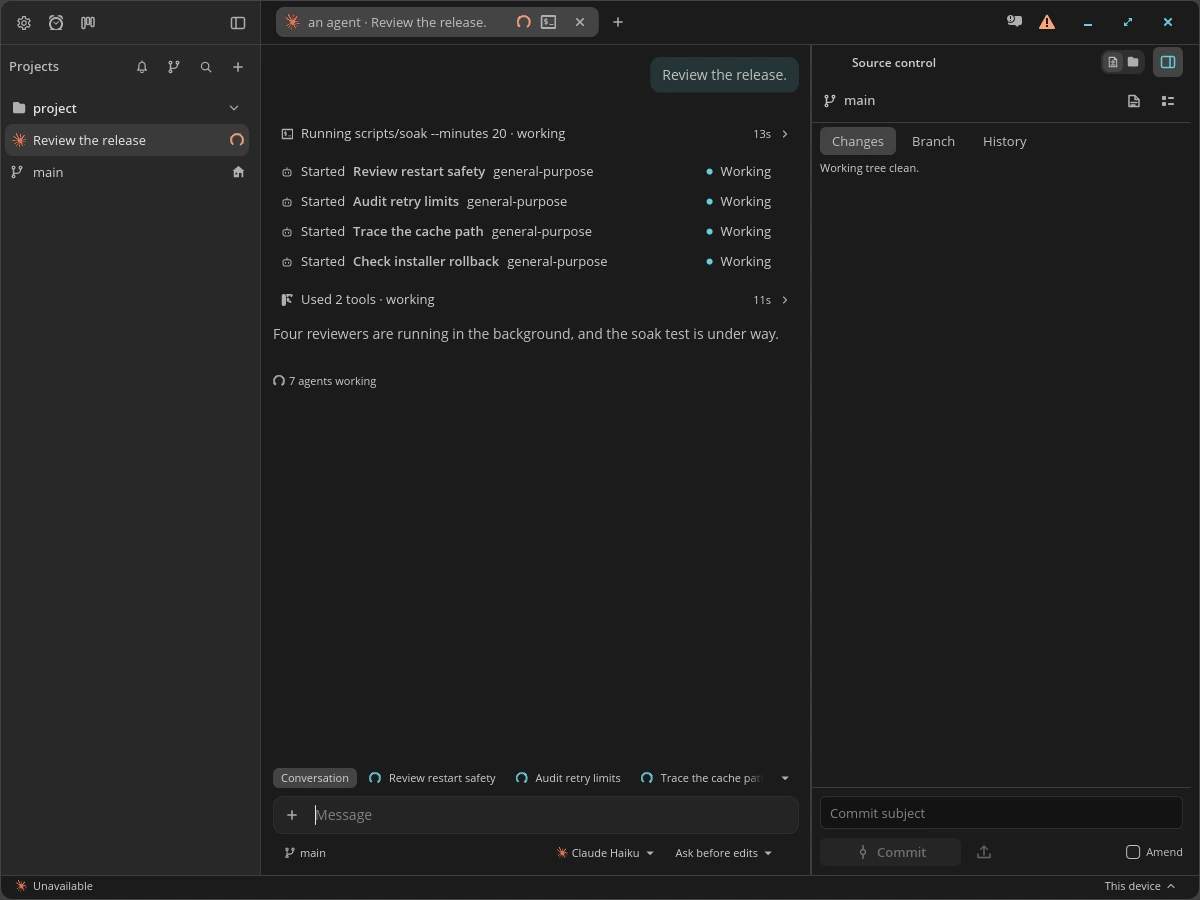 an agent · Review the release.
Projects
project
Review the release
main
Review the release.
Running scripts/soak --minutes 20 · working 13s
Started Review restart safety general-purpose Working
Started Audit retry limits general-purpose Working
Started Trace the cache path general-purpose Working
Started Check installer rollback general-purpose Working
Used 2 tools · working 11s
Four reviewers are running in the background, and the soak test is under way.
7 agents working
Conversation Review restart safety Audit retry limits Trace the cache pat
Message
main Claude Haiku Ask before edits
Source control
main
Changes Branch History
Working tree clean.
Commit subject
Commit Amend
Unavailable This device